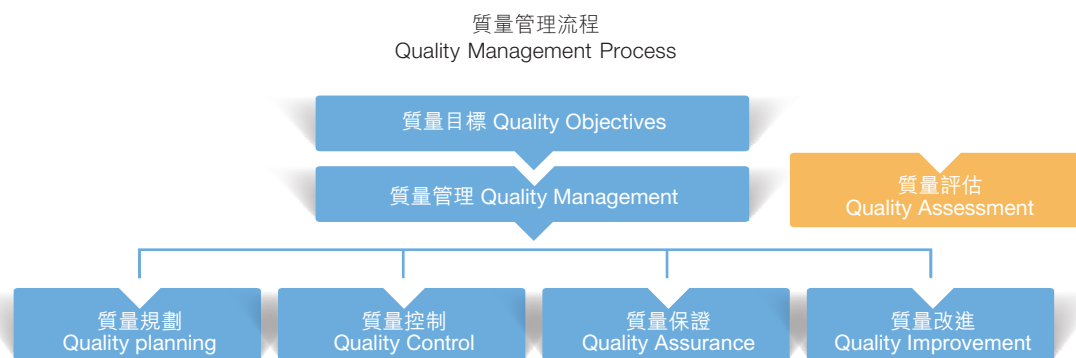 質量管理流程
Quality Management Process
質量目標 Quality Objectives
質量管理 Quality Management
質量評估
Quality Assessment
質量規劃
Quality planning
質量控制
Quality Control
質量保證
Quality Assurance
質量改進
Quality Improvement